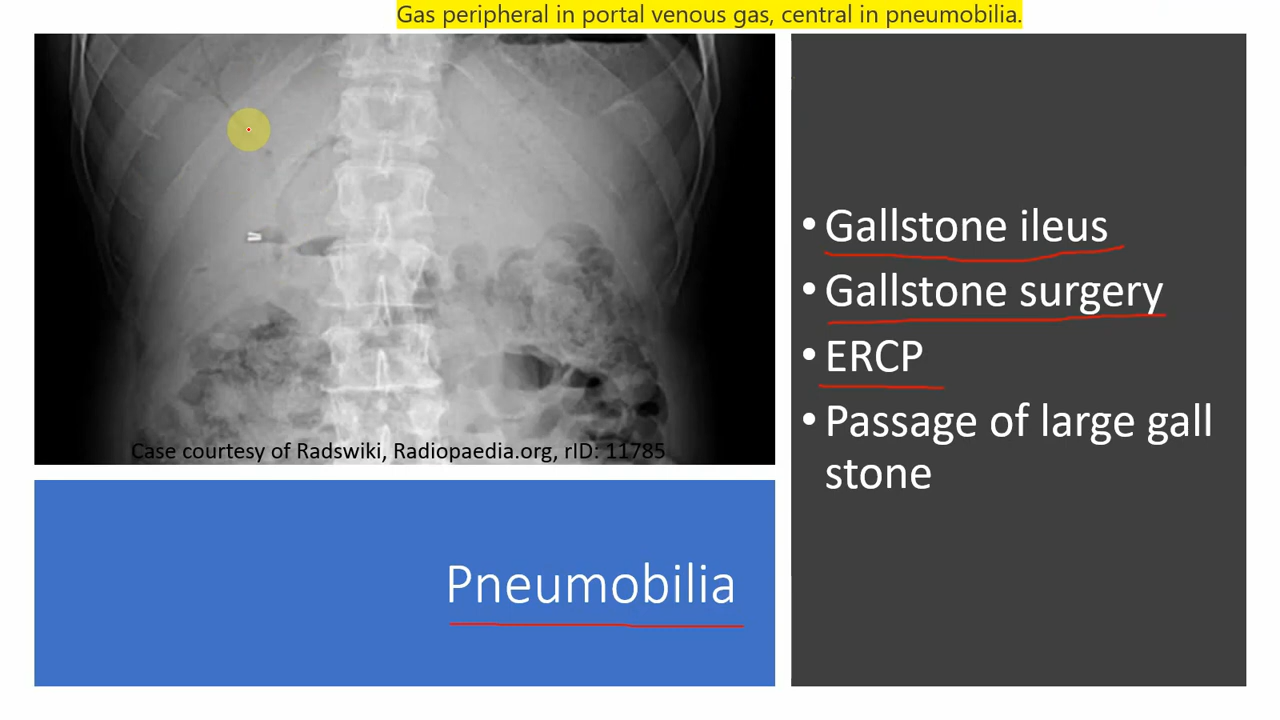 Gas peripheral in portal venous gas, central in pneumobilia.
• Gallstone ileus
• Gallstone surgery
• ERCP
• Passage of large gall
stone
Case courtesy of Radswiki, Radiopaedia.org, rID: 11785
Pneumobilia